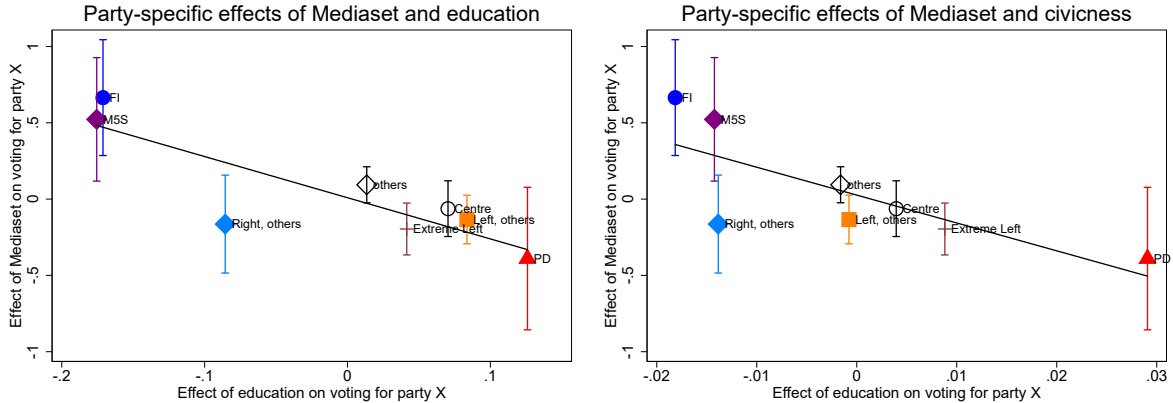 Party-specific effects of Mediaset and education
Effect of Mediaset on voting for party X
1
.5
0
-.5
-1
FI
M5S
others
Centre
Left, others
Right, others
Extreme Left
PD
-.2
-.1
0
.1
Effect of education on voting for party X
Party-specific effects of Mediaset and civicness
Effect of Mediaset on voting for party X
1
.5
0
-.5
-1
FI
M5S
others
Centre
Left, others
Right, others
Extreme Left
PD
-.02
-.01
0
.01
.02
.03
Effect of education on voting for party X